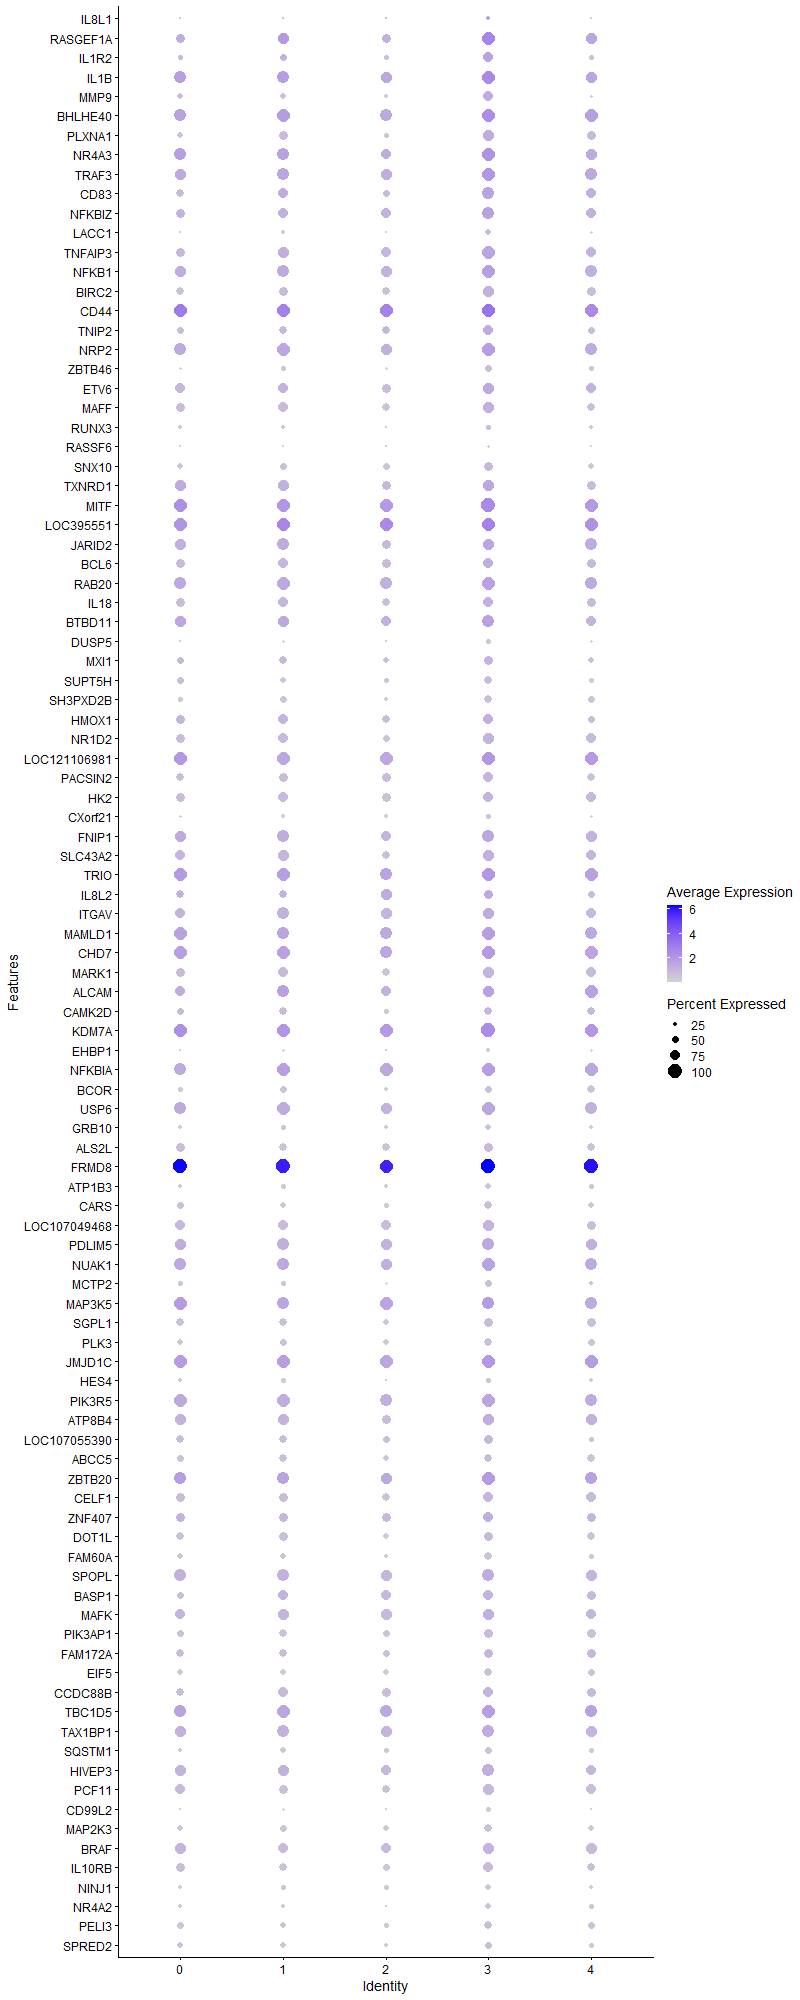 IL8L1
RASGEF1A
IL1R2
IL1B
MMP9
BHLHE40
PLXNA1
NR4A3
TRAF3
CD83
NFKBIZ
LACC1
TNFAIP3
NFKB1
BIRC2
CD44
TNIP2
NRP2
ZBTB46
ETV6
MAFF
RUNX3
RASSF6
SNX10
TXNRD1
MITF
LOC395551
JARID2
BCL6
RAB20
IL18
BTBD11
DUSP5
MXI1
SUPT5H
SH3PXD2B
HMOX1
NR1D2
LOC121106981
PACSIN2
HK2
CXorf21
FNIP1
SLC43A2
TRIO
IL8L2
ITGAV
MAMLD1
CHD7
MARK1
ALCAM
CAMK2D
KDM7A
EHBP1
NFKBIA
BCOR
USP6
GRB10
ALS2L
FRMD8
ATP1B3
CARS
LOC107049468
PDLIM5
NUAK1
MCTP2
MAP3K5
SGPL1
PLK3
JMJD1C
HES4
PIK3R5
ATP8B4
LOC107055390
ABCC5
ZBTB20
CELF1
ZNF407
DOT1L
FAM60A
SPOPL
BASP1
MAFK
PIK3AP1
FAM172A
EIF5
CCDC88B
TBC1D5
TAX1BP1
SQSTM1
HIVEP3
PCF11
CD99L2
MAP2K3
BRAF
IL10RB
NINJ1
NR4A2
PELI3
SPRED2
Features
0 1 2 3 4
Identity
Average Expression
6
4
2
Percent Expressed
25
50
75
100